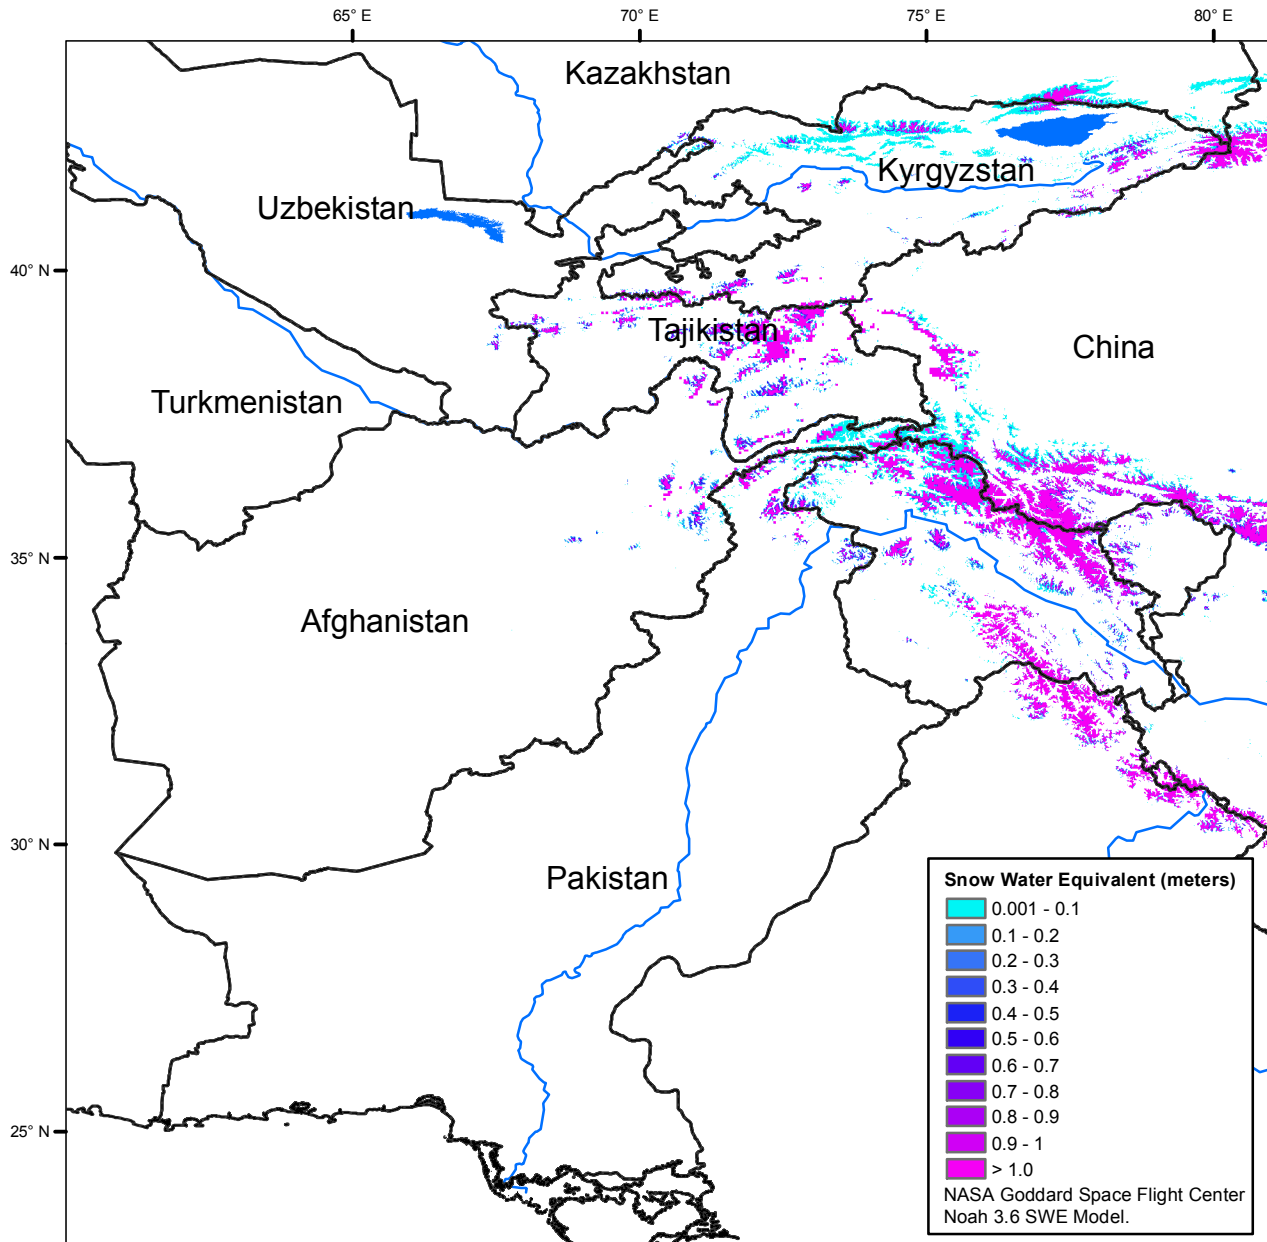 65° E
70° E
75° E
80° E
Kazakhstan
Kyrgyzstan
Uzbekistan
40° N
Tajikistan
China
Turkmenistan
35° N
Afghanistan
30° N
Pakistan
25° N
Snow Water Equivalent (meters)
0.001 - 0.1
0.1 - 0.2
0.2 - 0.3
0.3 - 0.4
0.4 - 0.5
0.5 - 0.6
0.6 - 0.7
0.7 - 0.8
0.8 - 0.9
0.9 - 1
> 1.0
NASA Goddard Space Flight Center
Noah 3.6 SWE Model.